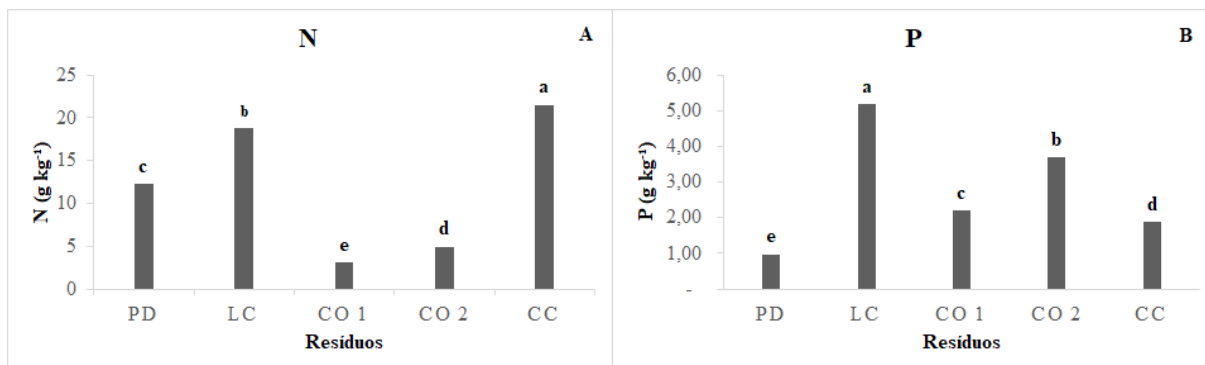 N
A
25
20
15
10
5
0
N (g kg⁻¹)
c
b
e
d
a
PD
LC
CO 1
CO 2
CC
Resíduos
P
B
6,00
5,00
4,00
3,00
2,00
1,00
-
P (g kg⁻¹)
e
a
c
b
d
PD
LC
CO 1
CO 2
CC
Resíduos